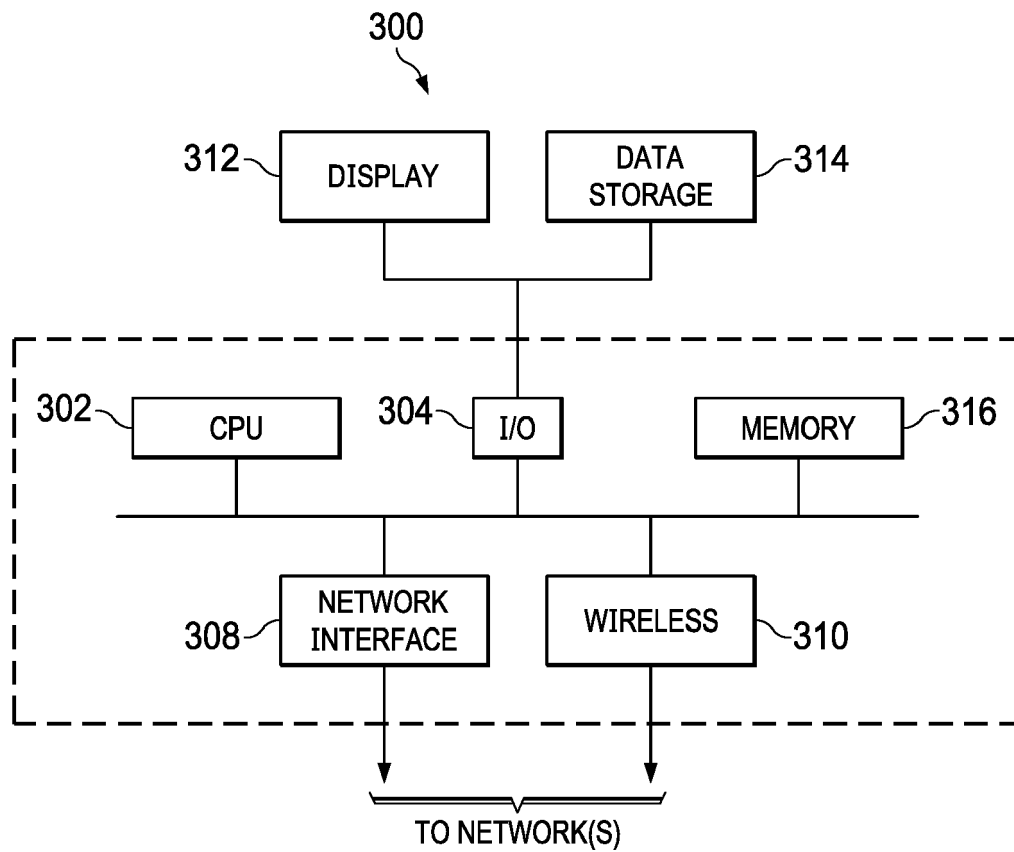 300
312
DISPLAY
DATA
STORAGE
314
302
CPU
304
I/O
MEMORY
316
308
NETWORK
INTERFACE
WIRELESS
310
TO NETWORK(S)